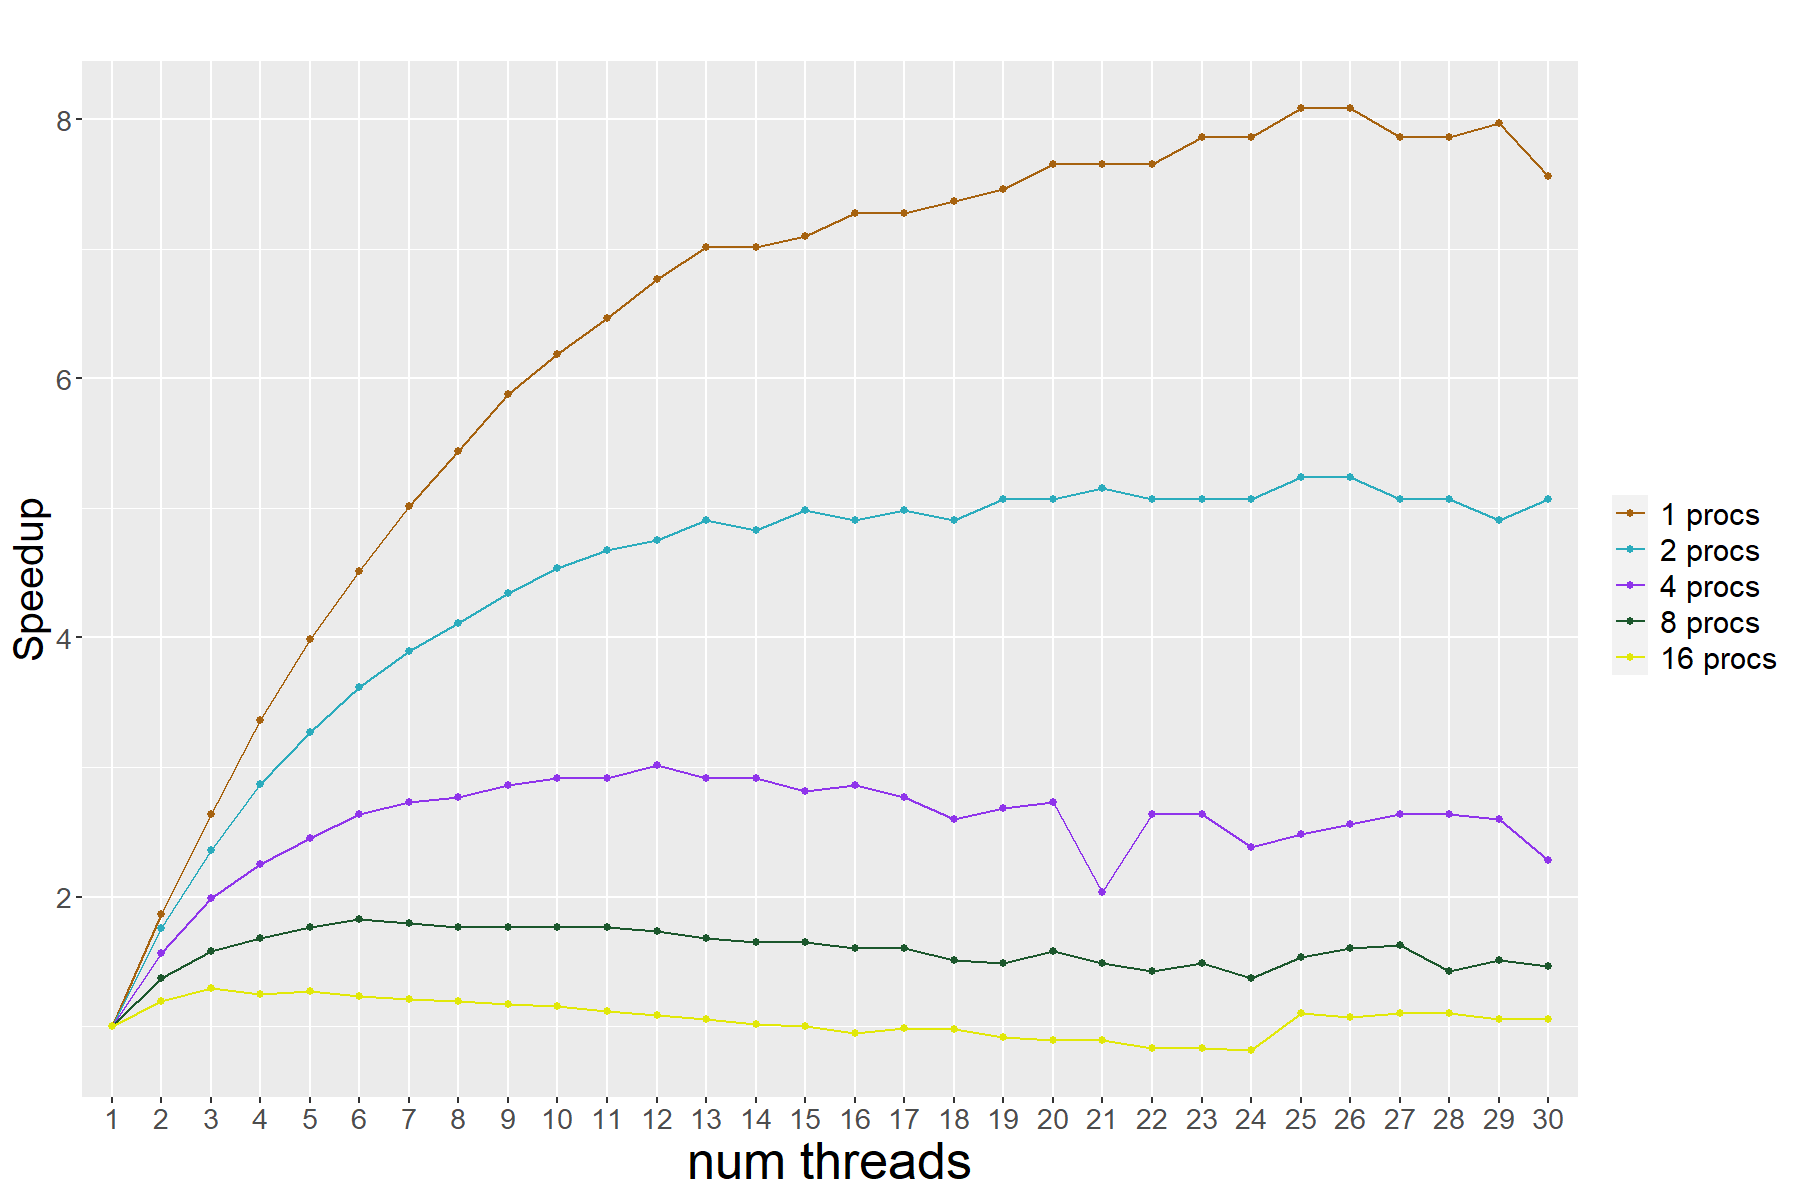 8
6
4
2
Speedup
1 2 3 4 5 6 7 8 9 10 11 12 13 14 15 16 17 18 19 20 21 22 23 24 25 26 27 28 29 30
num threads
1 procs
2 procs
4 procs
8 procs
16 procs